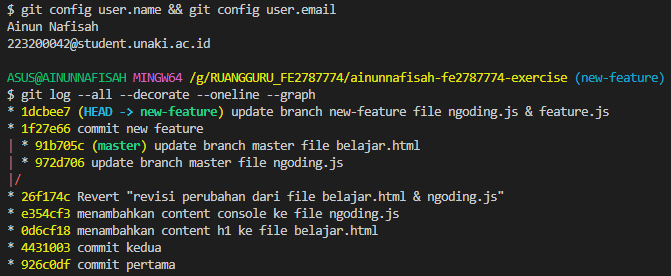 $ git config user.name && git config user.email
Ainun Nafisah
223200042@student.unaki.ac.id
ASUS@AINUNNAFISAH MINGW64 /g/RUANGGURU_FE2787774/ainunnafisah-fe2787774-exercise (new-feature)
$ git log --all --decorate --oneline --graph
* 1dcbee7 (HEAD -> new-feature) update branch new-feature file ngoding.js & feature.js
* 1f27e66 commit new feature
| * 91b705c (master) update branch master file belajar.html
| * 972d706 update branch master file ngoding.js
|/
* 26f174c Revert "revisi perubahan dari file belajar.html & ngoding.js"
* e354cf3 menambahkan content console ke file ngoding.js
* 0d6cf18 menambahkan content h1 ke file belajar.html
* 4431003 commit kedua
* 926c0df commit pertama